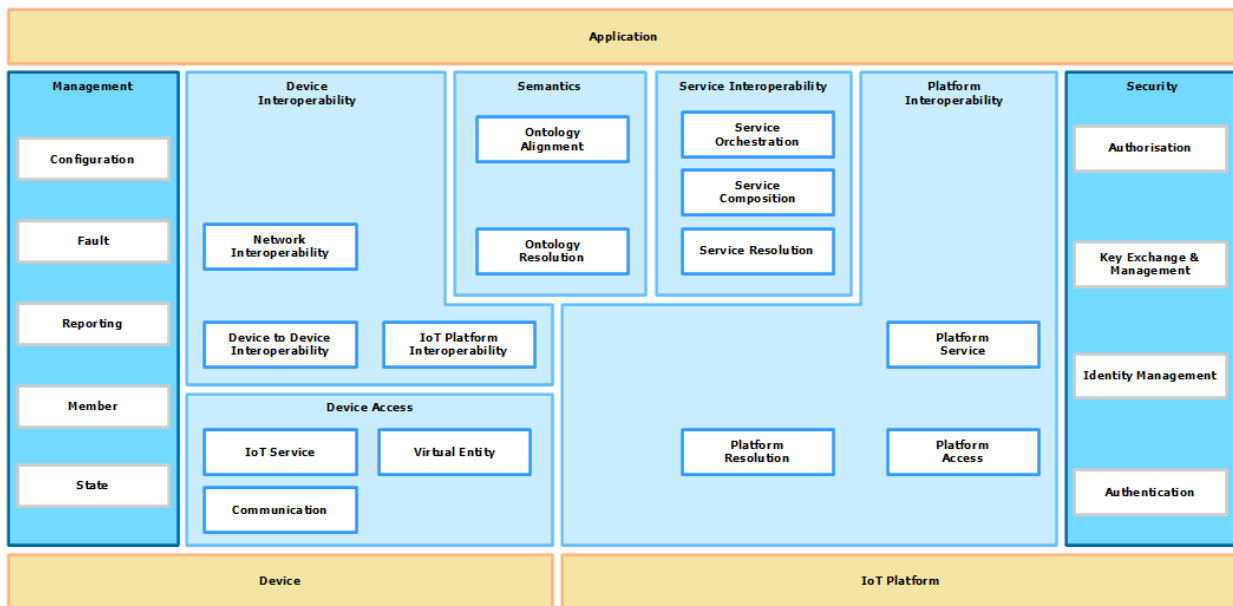 Application
Management
Configuration
Fault
Reporting
Member
State
Device
Interoperability
Network
Interoperability
Device to Device
Interoperability
IoT Platform
Interoperability
Device Access
IoT Service
Virtual Entity
Communication
Semantics
Ontology
Alignment
Ontology
Resolution
Service Interoperability
Service
Orchestration
Service
Composition
Service Resolution
Platform
Interoperability
Platform
Service
Platform
Resolution
Platform
Access
Security
Authorisation
Key Exchange &
Management
Identity Management
Authentication
Device
IoT Platform